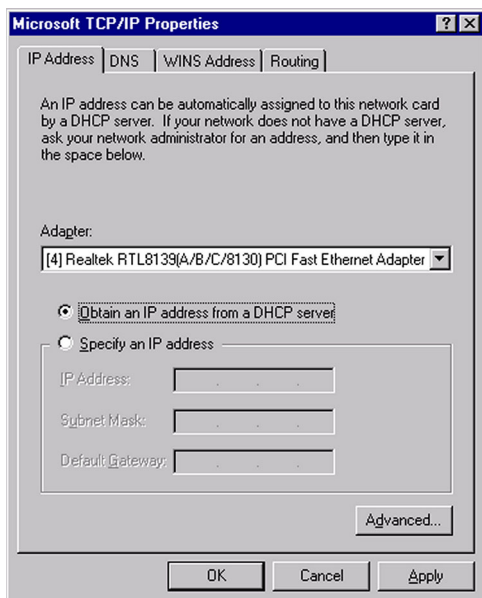 Microsoft TCP/IP Properties
IP Address
DNS
WINS Address
Routing
An IP address can be automatically assigned to this network card
by a DHCP server. If your network does not have a DHCP server,
ask your network administrator for an address, and then type it in
the space below.
Adapter:
[4] Realtek RTL8139(A/B/C/8130) PCI Fast Ethernet Adapter
Obtain an IP address from a DHCP server
Specify an IP address
IP Address:
Subnet Mask:
Default Gateway:
Advanced...
OK
Cancel
Apply